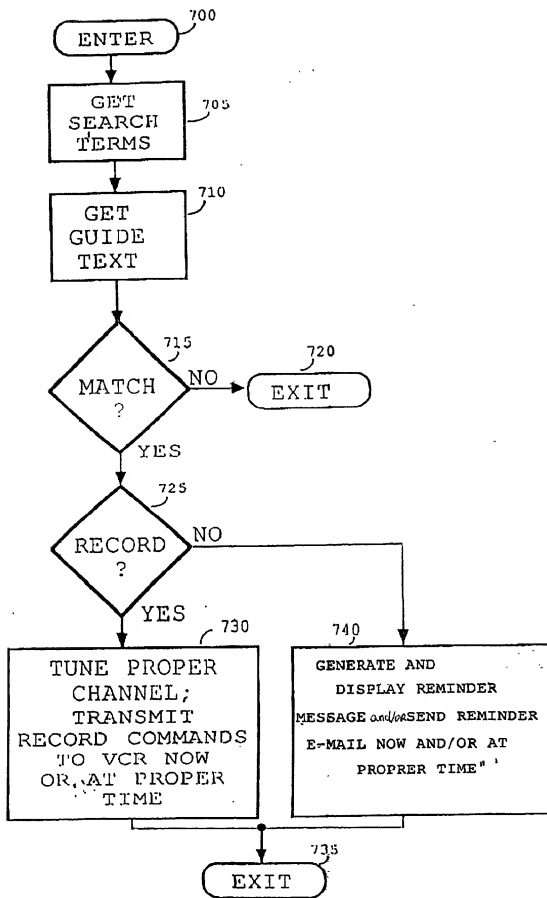 700
ENTER
GET
SEARCH
TERMS
705
710
GET
GUIDE
TEXT
715
MATCH
?
NO
720
EXIT
YES
725
RECORD
?
NO
YES
730
TUNE PROPER
CHANNEL;
TRANSMIT
RECORD COMMANDS
TO VCR NOW
OR AT PROPER
TIME
740
GENERATE AND
DISPLAY REMINDER
MESSAGE and/or SEND REMINDER
E-MAIL NOW AND/OR AT
PROPRER TIME"
735
EXIT